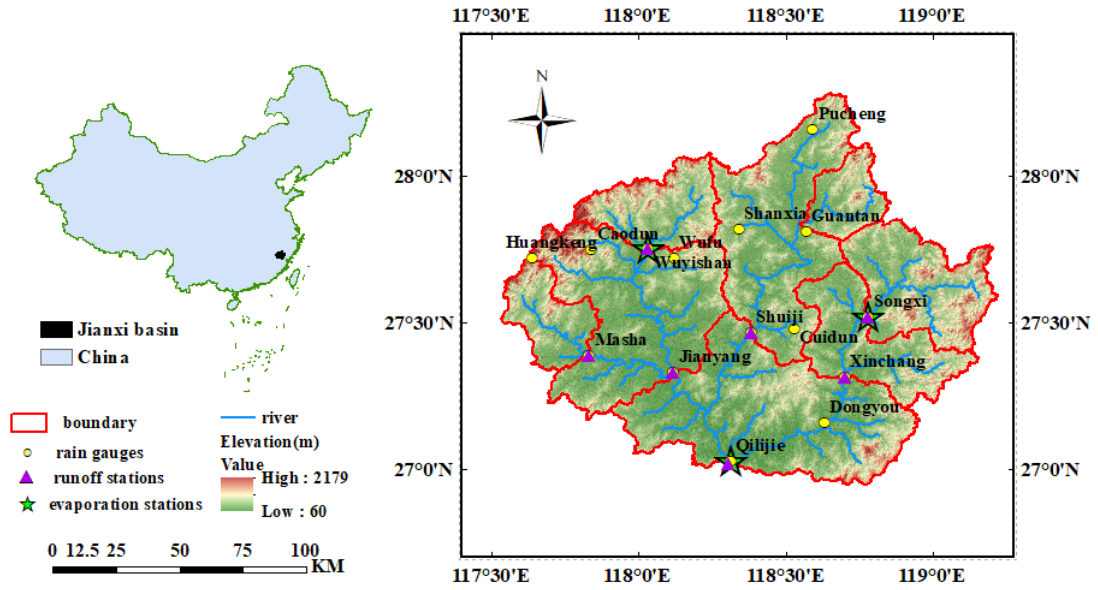 117°30'E 118°0'E 118°30'E 119°0'E
N
Pucheng
28°0'N 28°0'N
Shanxia Guantan
Huangkeng Caodun Wufu
Wuyishan
Songxi
27°30'N 27°30'N
Shuiji
Cuidun
Masha Jianyang Xinchang
Dongyou
Qilijie
27°0'N 27°0'N
117°30'E 118°0'E 118°30'E 119°0'E
Jianxi basin
China
boundary
rain gauges
runoff stations
evaporation stations
river
Elevation(m)
Value
High : 2179
Low : 60
0 12.5 25 50 75 100
KM